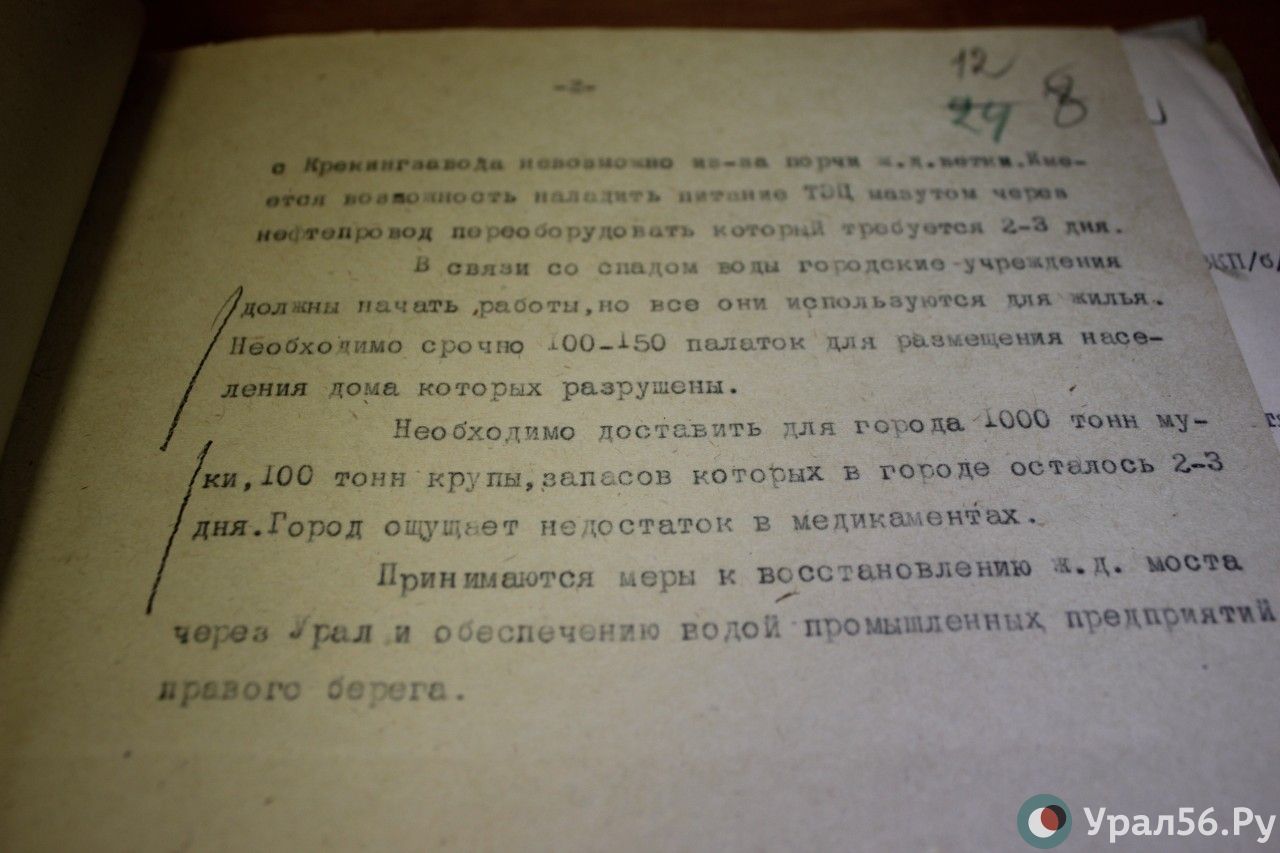 -2-
12
24 8
с Крекингзавода невозможно из-за порчи ж.д.ветки.Име-
ется возможность наладить питание ТЭЦ мазутом через
нефтепровод переоборудовать который требуется 2-3 дня.
В связи со спадом воды городские учреждения
должны начать ,работы,но все они используются для жилья.
Необходимо срочно 100-150 палаток для размещения насе-
ления дома которых разрушены.
Необходимо доставить для города 1000 тонн му-
ки,100 тонн крупы,запасов которых в городе осталось 2-3
дня.Город ощущает недостаток в медикаментах.
Принимаются меры к восстановлению ж.д. моста
через Урал и обеспечению водой промышленных предприятий
правого берега.
ВКП/б/
Урал56.Ру